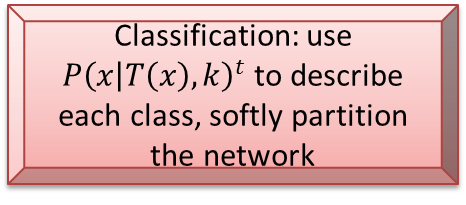 Classification: use
P(x|T(x), k)^t to describe
each class, softly partition
the network